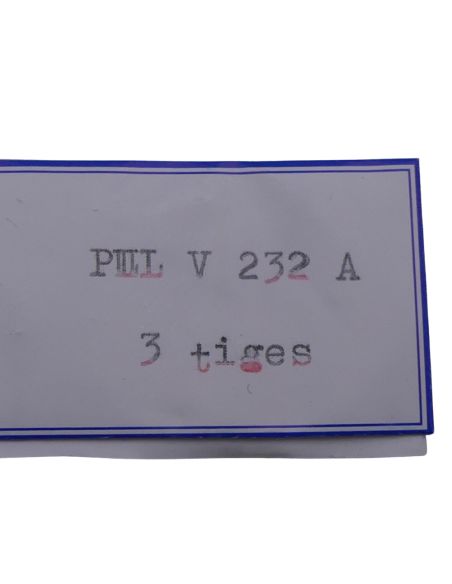 PIIL V 232 A
3 tiges